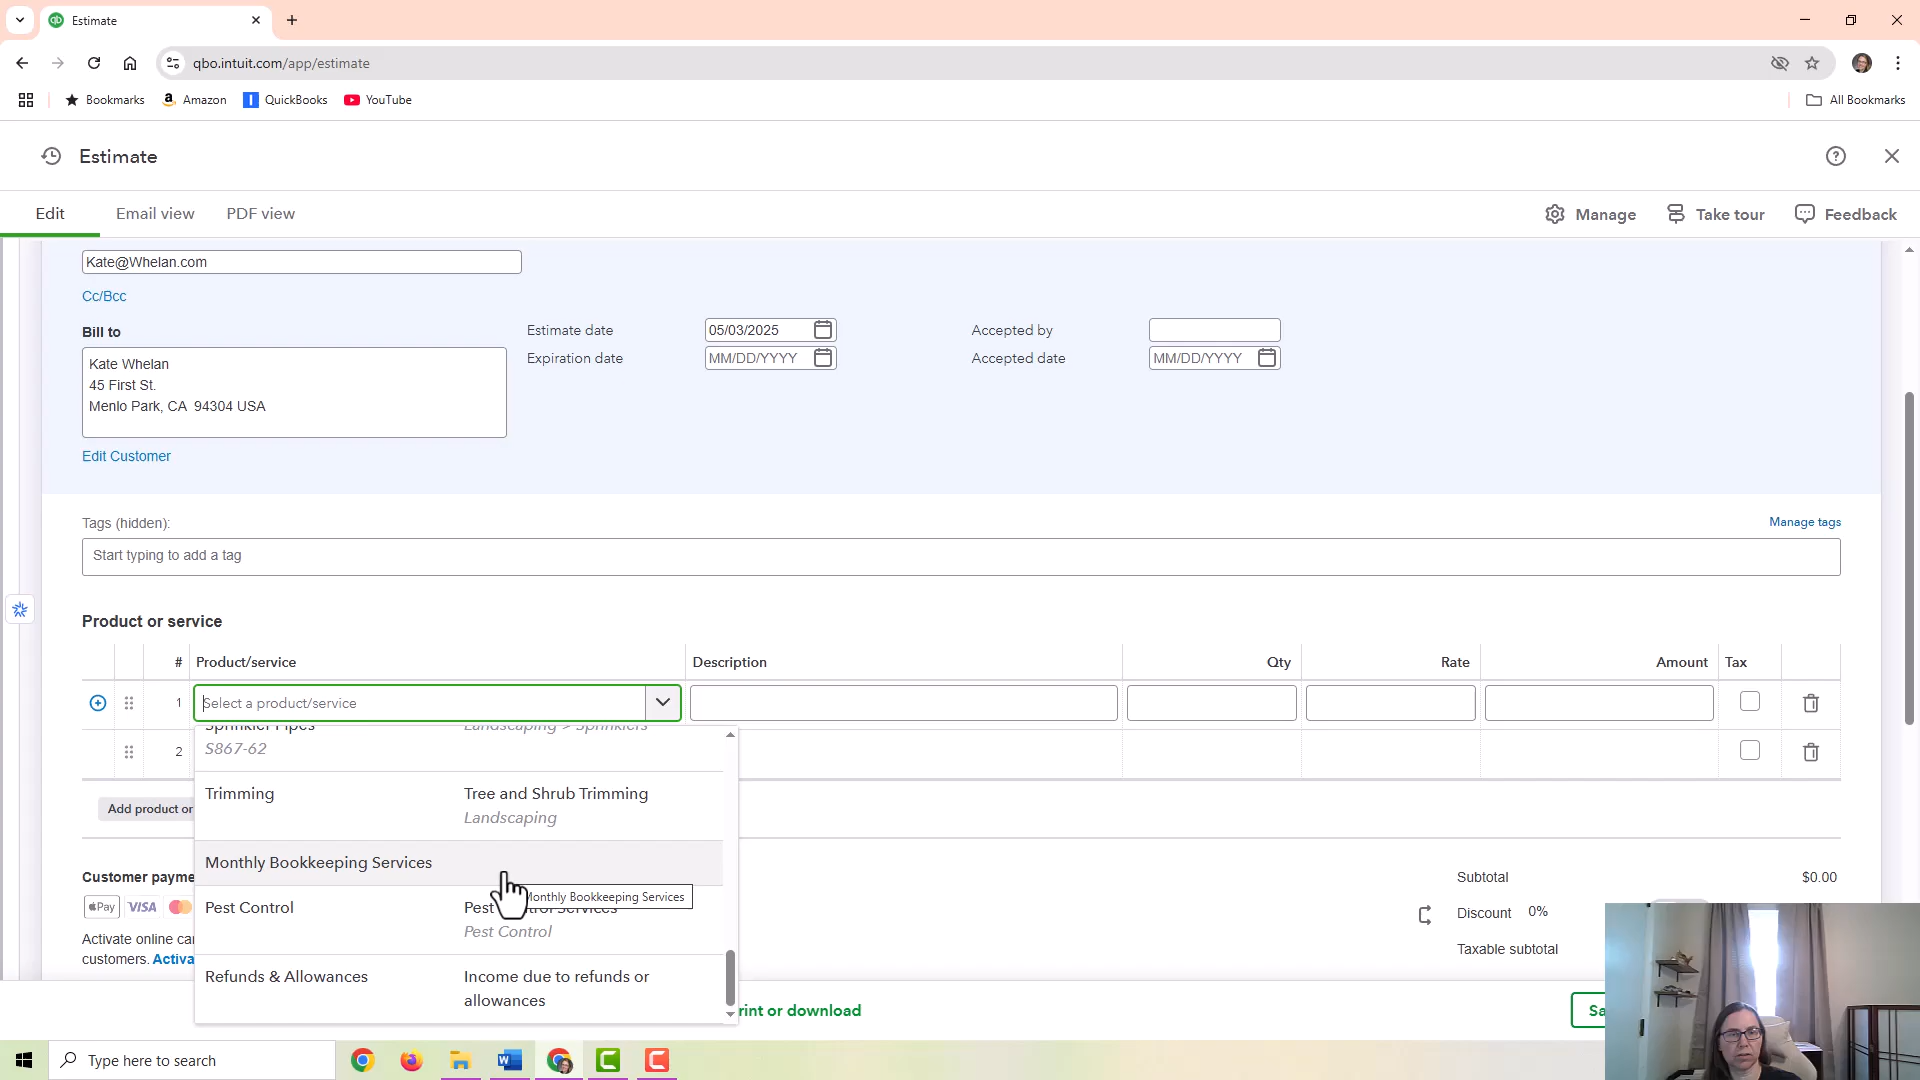 Estimate
qbo.intuit.com/app/estimate
Bookmarks
Amazon
QuickBooks
YouTube
All Bookmarks
Estimate
Edit
Email view
PDF view
Manage
Take tour
Feedback
Kate@Whelan.com
Cc/Bcc
Bill to
Kate Whelan
45 First St.
Menlo Park, CA 94304 USA
Edit Customer
Estimate date
05/03/2025
Accepted by
Expiration date
MM/DD/YYYY
Accepted date
MM/DD/YYYY
Tags (hidden):
Manage tags
Start typing to add a tag
Product or service
# Product/service Description Qty Rate Amount Tax
1 Select a product/service
Sprinkler Pipes Landscaping > Sprinklers
S867-62
2
Trimming Tree and Shrub Trimming
Landscaping
Add product or
Monthly Bookkeeping Services
Monthly Bookkeeping Services
Pest Control Pest Control Services
Pest Control
Refunds & Allowances Income due to refunds or
allowances
Customer payme
Pay VISA
Activate online car
customers. Activa
Subtotal $0.00
Discount 0%
Taxable subtotal
rint or download
Sa
Type here to search